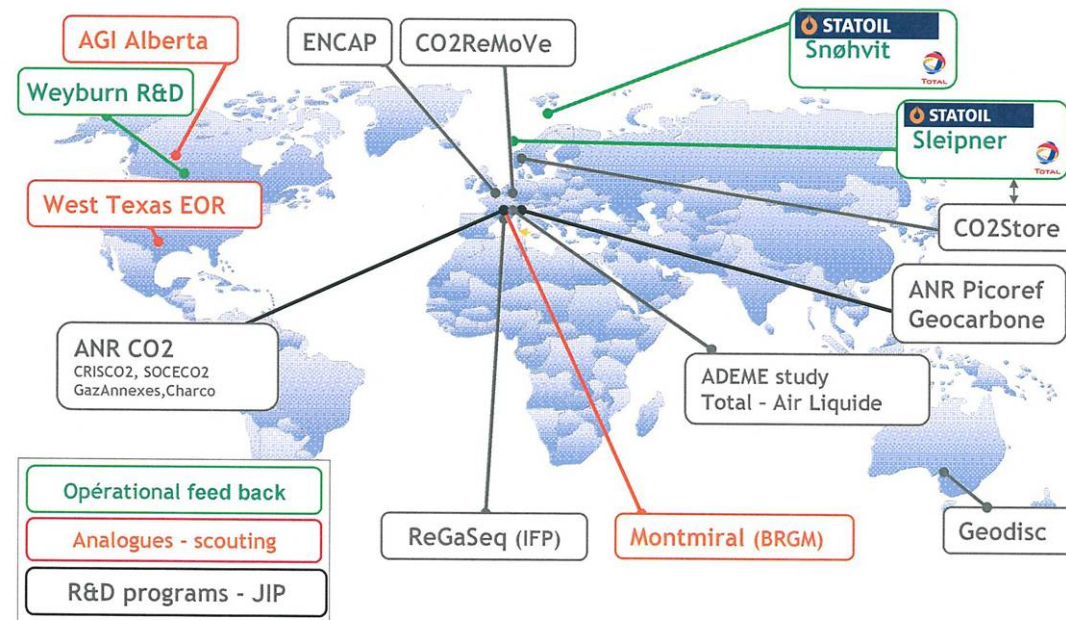 AGI Alberta
Weyburn R&D
West Texas EOR
ENCAP
CO2ReMoVe
STATOIL
Snøhvit
TOTAL
STATOIL
Sleipner
TOTAL
CO2Store
ANR Picoref
Geocarbone
ANR CO2
CRISCO2, SOCECO2
GazAnnexes,Charco
ADEME study
Total - Air Liquide
ReGaSeq (IFP)
Montmiral (BRGM)
Geodisc
Opérational feed back
Analogues - scouting
R&D programs - JIP